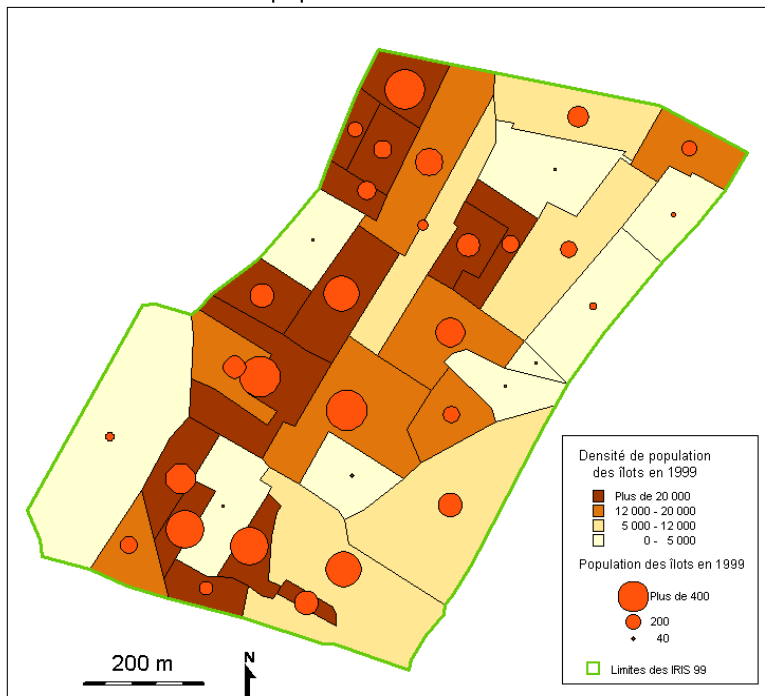 Densité de population
des îlots en 1999
Plus de 20 000
12 000 - 20 000
5 000 - 12 000
0 - 5 000
Population des îlots en 1999
Plus de 400
200
40
Limites des IRIS 99
200 m
N